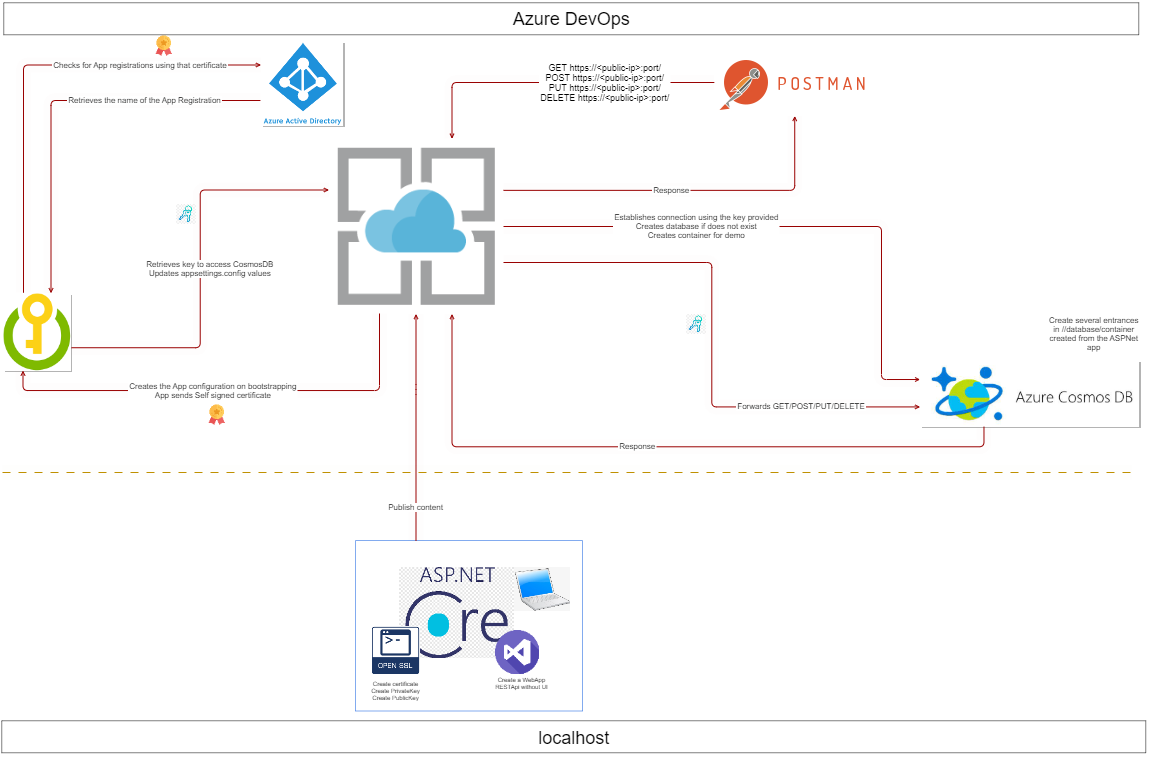 Azure DevOps
Checks for App registrations using that certificate
Retrieves the name of the App Registration
Azure Active Directory
GET https://<public-ip>:port/
POST https://<public-ip>:port/
PUT https://<public-ip>:port/
DELETE https://<public-ip>:port/
POSTMAN
Response
Establishes connection using the key provided
Creates database if does not exist
Creates container for demo
Retrieves key to access CosmosDB
Updates appsettings.config values
Create several entrances
in //database/container
created from the ASPNet
app
Creates the App configuration on bootstrapping
App sends Self signed certificate
Azure Cosmos DB
Forwards GET/POST/PUT/DELETE
Response
Publish content
ASP.NET
Core
>-
OPEN SSL
Create certificate
Create PrivateKey
Create PublicKey
Create a WebApp
RESTApi without UI
localhost